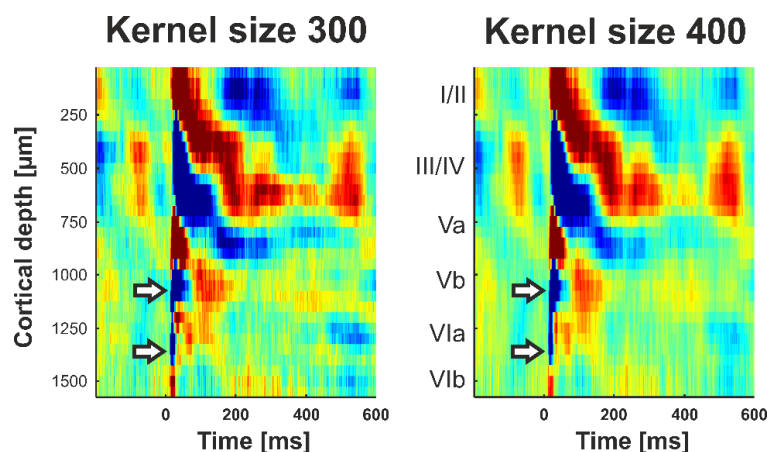 Kernel size 300
Kernel size 400
Cortical depth [µm]
250
500
750
1000
1250
1500
I/II
III/IV
Va
Vb
VIa
VIb
0
200
400
600
0
200
400
600
Time [ms]
Time [ms]